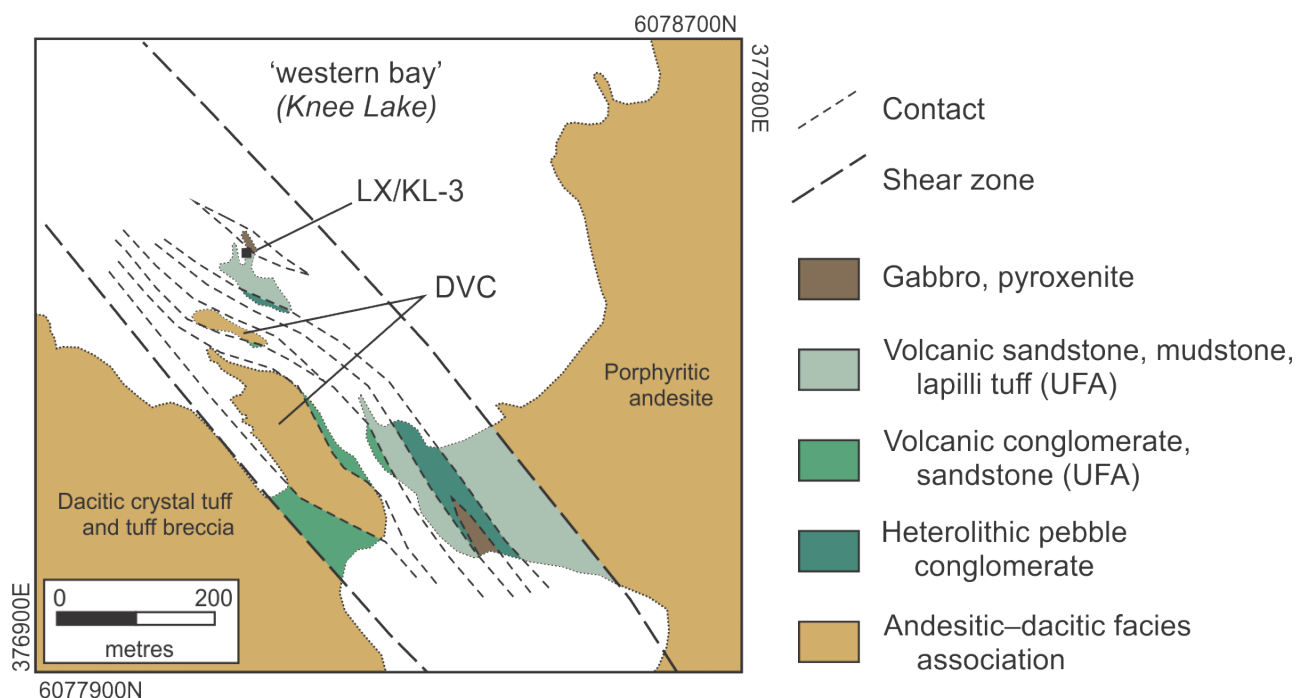 6078700N
377800E
'western bay'
(Knee Lake)
LX/KL-3
DVC
Porphyritic
andesite
Dacitic crystal tuff
and tuff breccia
0 200
metres
376900E
6077900N
Contact
Shear zone
Gabbro, pyroxenite
Volcanic sandstone, mudstone,
lapilli tuff (UFA)
Volcanic conglomerate,
sandstone (UFA)
Heterolithic pebble
conglomerate
Andesitic–dacitic facies
association